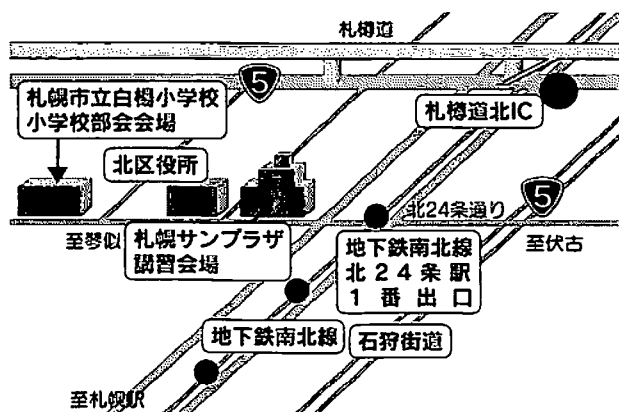 札樽道
5
札幌市立白楊小学校
小学校部会会場
札樽道北IC
北区役所
5
北24条通り
至琴似
札幌サンプラザ
講習会場
地下鉄南北線
北24条駅
1番出口
至伏古
地下鉄南北線
石狩街道
至札幌駅